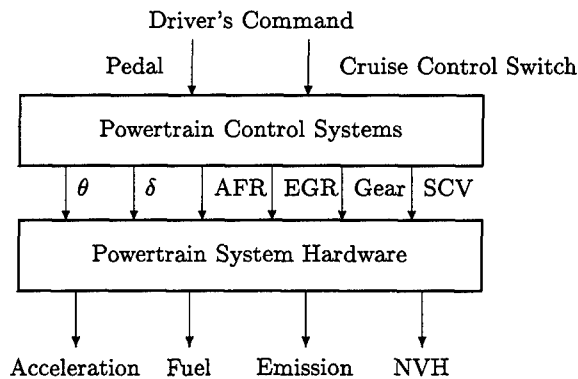 Driver's Command
Pedal
Cruise Control Switch
Powertrain Control Systems
θ δ AFR EGR Gear SCV
Powertrain System Hardware
Acceleration Fuel Emission NVH